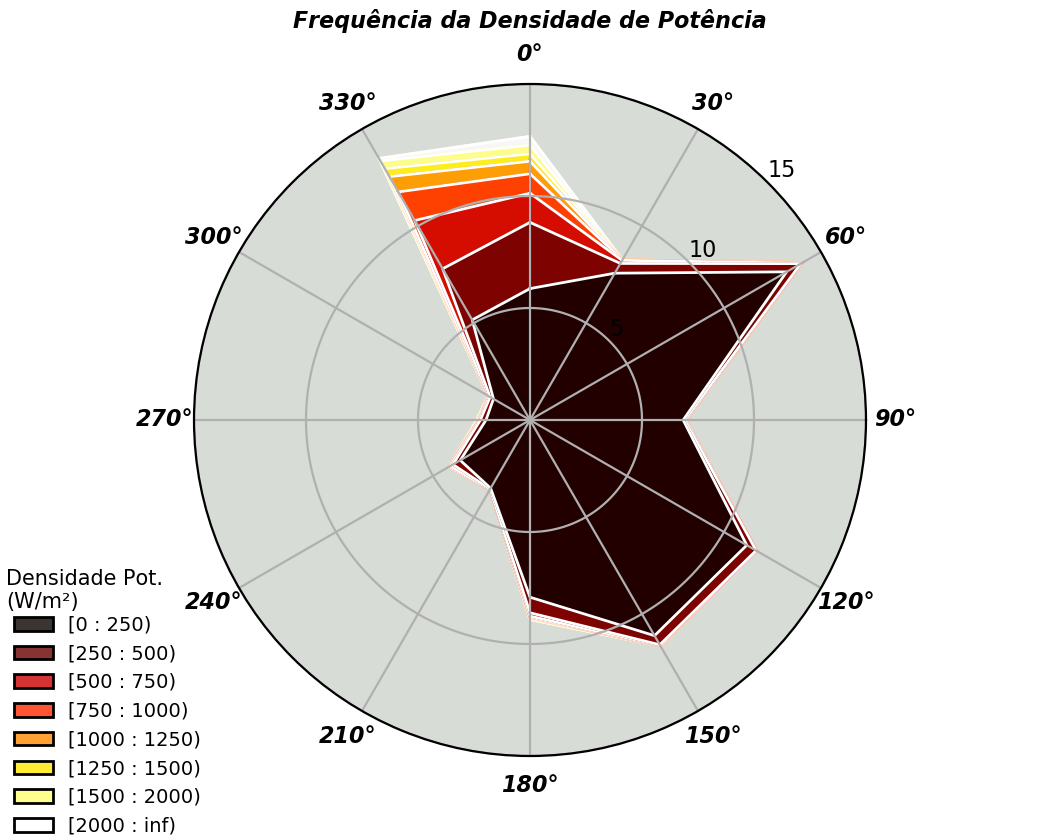 Frequência da Densidade de Potência
0°
330°
30°
15
300°
60°
10
5
270°
90°
Densidade Pot.
(W/m²)
240°
120°
[0 : 250)
[250 : 500)
[500 : 750)
[750 : 1000)
210°
150°
[1000 : 1250)
[1250 : 1500)
180°
[1500 : 2000)
[2000 : inf)